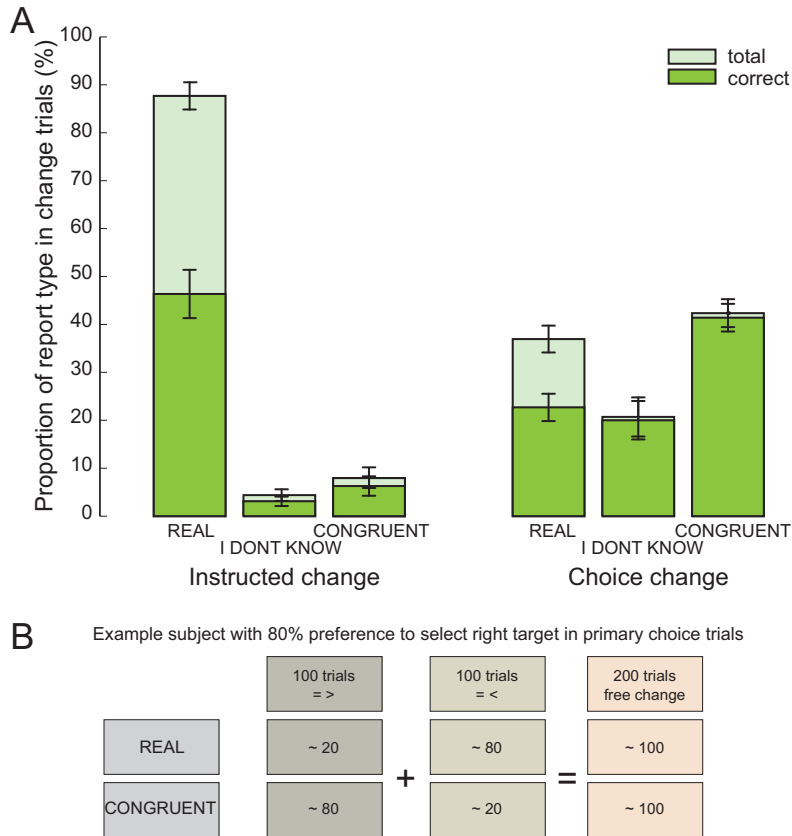 A
Proportion of report type in change trials (%)
100
90
80
70
60
50
40
30
20
10
0
total
correct
REAL
I DONT KNOW
CONGRUENT
Instructed change
REAL
I DONT KNOW
CONGRUENT
Choice change
B
Example subject with 80% preference to select right target in primary choice trials
100 trials
= >
100 trials
= <
200 trials
free change
REAL
~ 20
+
~ 80
=
~ 100
CONGRUENT
~ 80
~ 20
~ 100